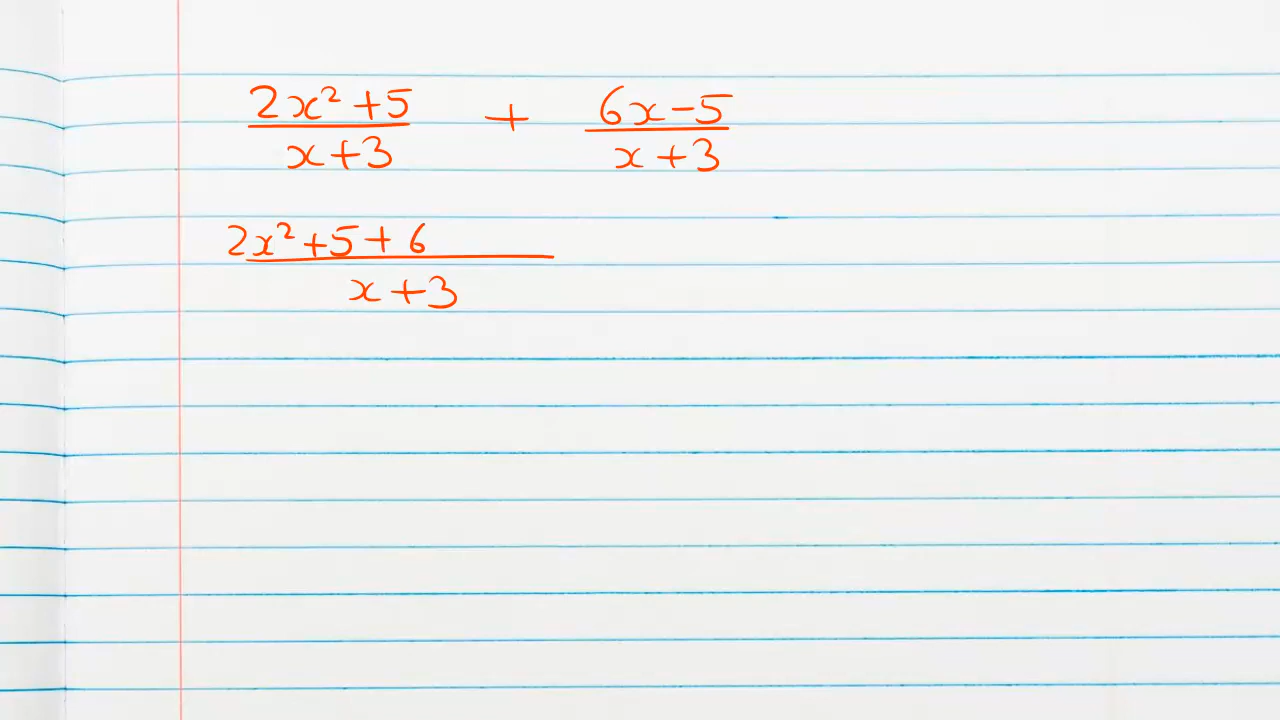 2x² + 5 + 6x - 5
x + 3 x + 3
2x² + 5 + 6
x + 3